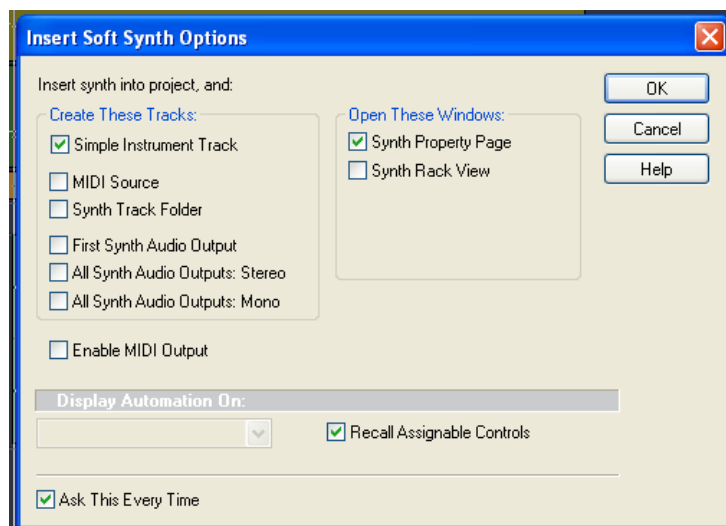 Insert Soft Synth Options
Insert synth into project, and:
Create These Tracks:
Simple Instrument Track
MIDI Source
Synth Track Folder
First Synth Audio Output
All Synth Audio Outputs: Stereo
All Synth Audio Outputs: Mono
Enable MIDI Output
Open These Windows:
Synth Property Page
Synth Rack View
OK
Cancel
Help
Display Automation On:
Recall Assignable Controls
Ask This Every Time